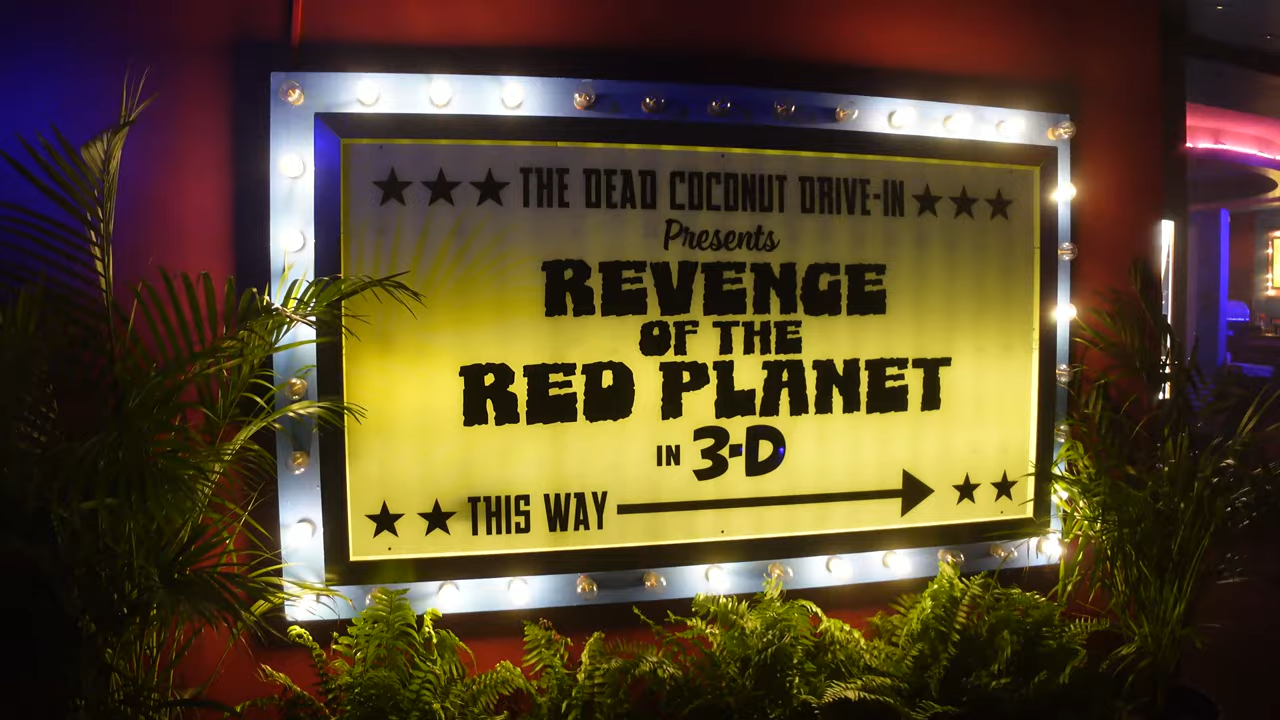 ★ ★ ★ THE DEAD COCONUT DRIVE-IN ★ ★ ★
Presents
REVENGE
OF THE
RED PLANET
IN 3-D
★ ★ THIS WAY → ★ ★